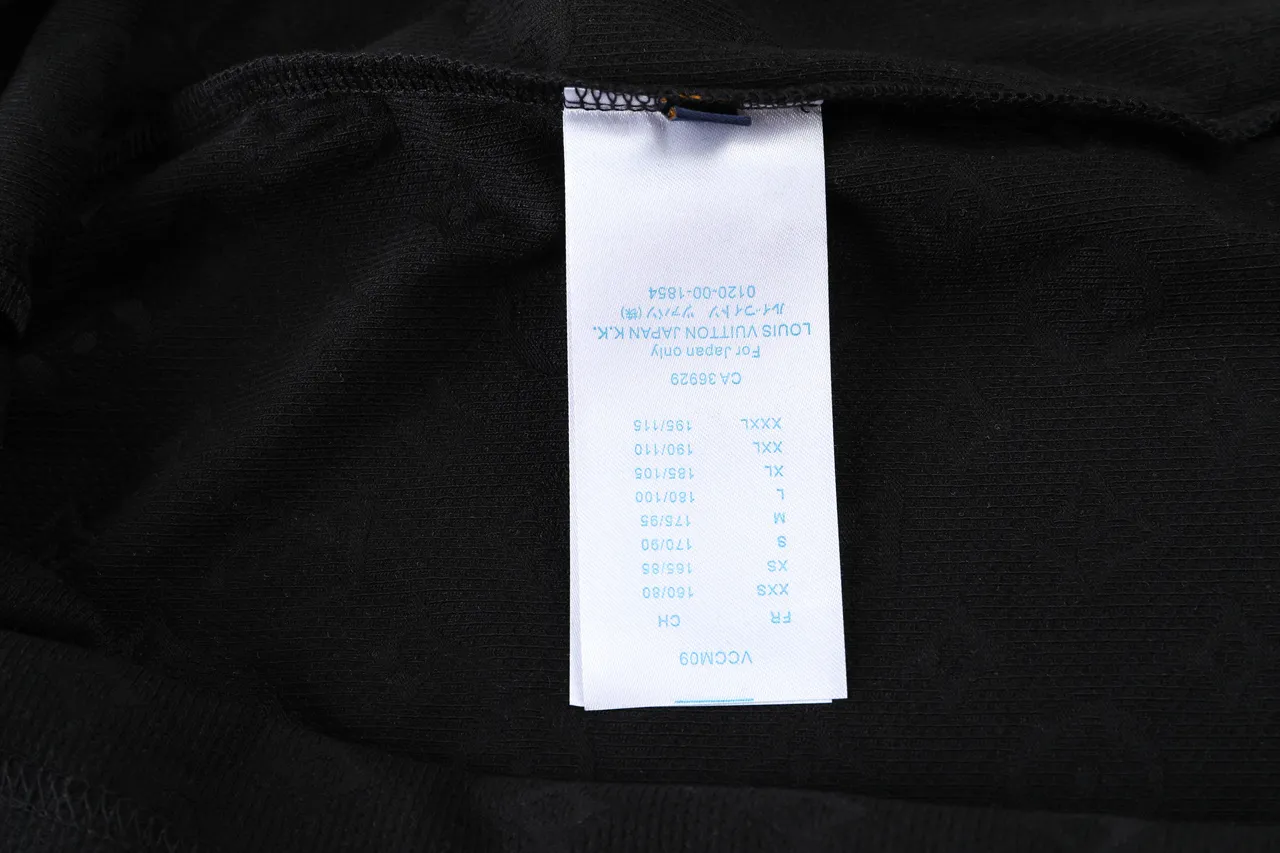 VCCM09
FR CH
XXS 160/80
XS 165/85
S 170/90
M 175/95
L 180/100
XL 185/105
XXL 190/110
XXXL 195/115
CA 36929
For Japan only
LOUIS VUITTON JAPAN K.K.
ルイ・ヴィトン ヅァパン (株)
0120-00-1854